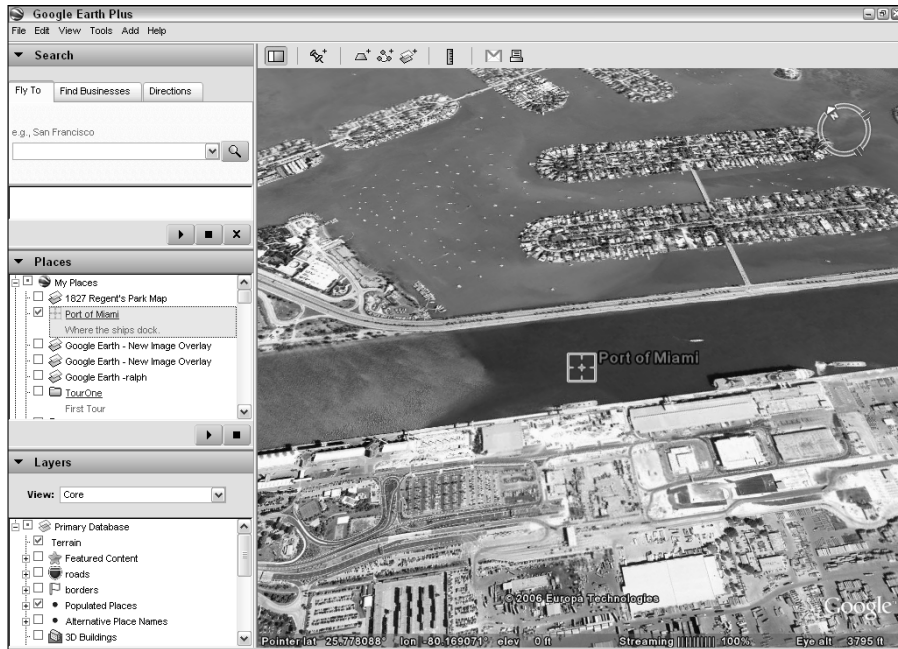 Google Earth Plus
File Edit View Tools Add Help
Search
Fly To Find Businesses Directions
e.g., San Francisco
Places
My Places
1827 Regent's Park Map
Port of Miami
Where the ships dock.
Google Earth - New Image Overlay
Google Earth - New Image Overlay
Google Earth -ralph
TourOne
First Tour
Layers
View: Core
Primary Database
Terrain
Featured Content
roads
borders
Populated Places
Alternative Place Names
3D Buildings
N
Port of Miami
© 2006 Europa Technologies
Google
Pointer lat 25.778088° lon -80.169071° elev 0 ft Streaming |||||||||| 100% Eye alt 3795 ft